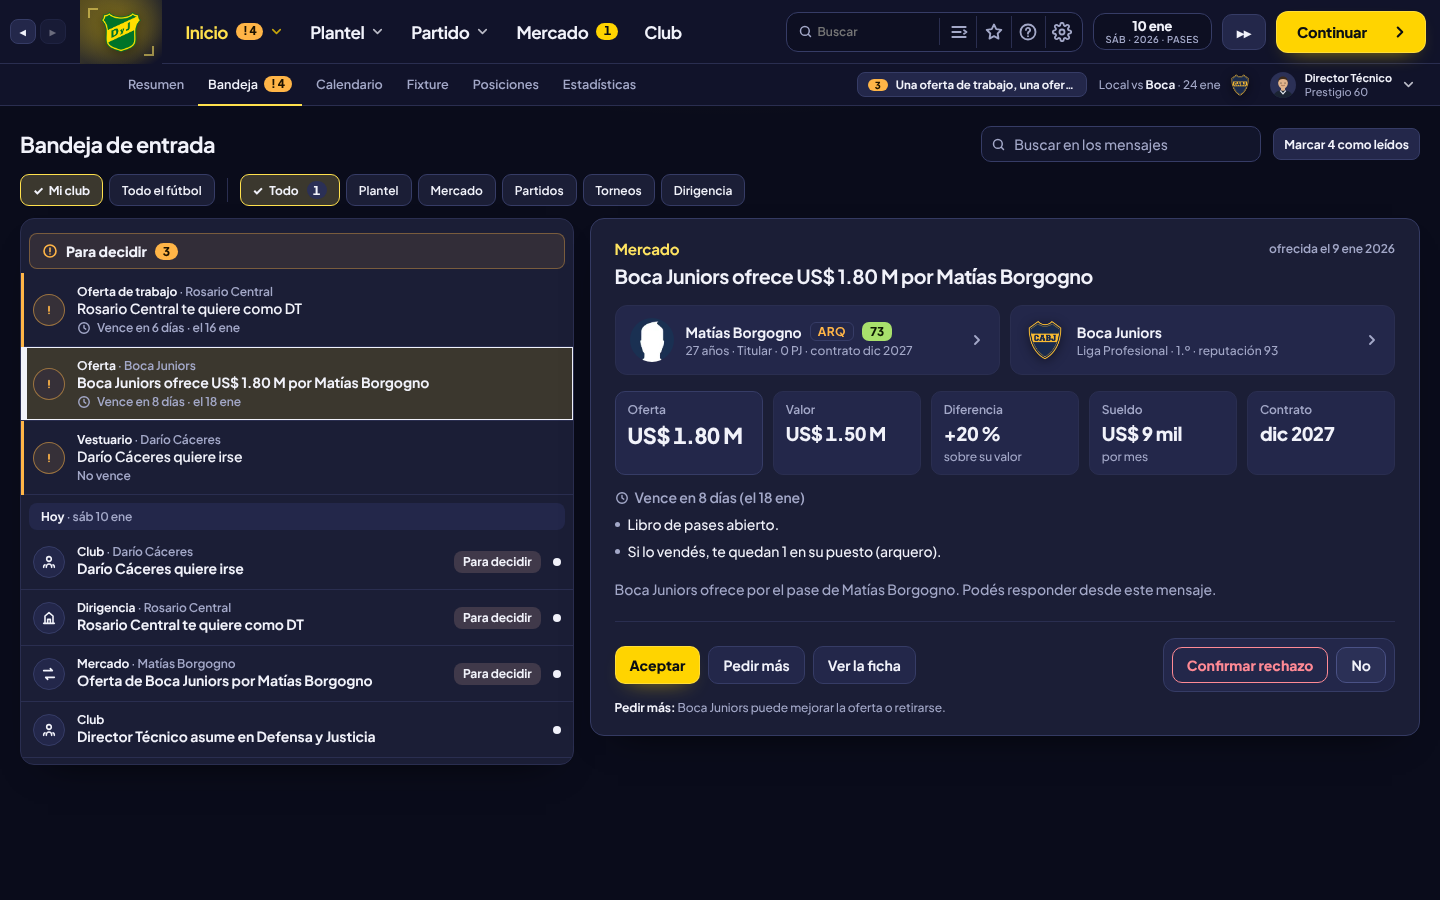 DyJ
Inicio !4
Plantel
Partido
Mercado 1
Club
Buscar
10 ene
SÁB · 2026 · PASES
Continuar
Resumen
Bandeja !4
Calendario
Fixture
Posiciones
Estadísticas
3 Una oferta de trabajo, una ofer...
Local vs Boca · 24 ene
Director Técnico
Prestigio 60
Bandeja de entrada
Buscar en los mensajes
Marcar 4 como leídos
Mi club
Todo el fútbol
Todo 1
Plantel
Mercado
Partidos
Torneos
Dirigencia
! Para decidir 3
!
Oferta de trabajo · Rosario Central
Rosario Central te quiere como DT
Vence en 6 días · el 16 ene
!
Oferta · Boca Juniors
Boca Juniors ofrece US$ 1.80 M por Matías Borgogno
Vence en 8 días · el 18 ene
!
Vestuario · Darío Cáceres
Darío Cáceres quiere irse
No vence
Hoy · sáb 10 ene
Club · Darío Cáceres
Darío Cáceres quiere irse
Para decidir
Dirigencia · Rosario Central
Rosario Central te quiere como DT
Para decidir
Mercado · Matías Borgogno
Oferta de Boca Juniors por Matías Borgogno
Para decidir
Club
Director Técnico asume en Defensa y Justicia
Mercado
ofrecida el 9 ene 2026
Boca Juniors ofrece US$ 1.80 M por Matías Borgogno
Matías Borgogno ARQ 73
27 años · Titular · 0 PJ · contrato dic 2027
CABJ
Boca Juniors
Liga Profesional · 1.º · reputación 93
Oferta
US$ 1.80 M
Valor
US$ 1.50 M
Diferencia
+20 %
sobre su valor
Sueldo
US$ 9 mil
por mes
Contrato
dic 2027
Vence en 8 días (el 18 ene)
• Libro de pases abierto.
• Si lo vendés, te quedan 1 en su puesto (arquero).
Boca Juniors ofrece por el pase de Matías Borgogno. Podés responder desde este mensaje.
Aceptar
Pedir más
Ver la ficha
Confirmar rechazo
No
Pedir más: Boca Juniors puede mejorar la oferta o retirarse.